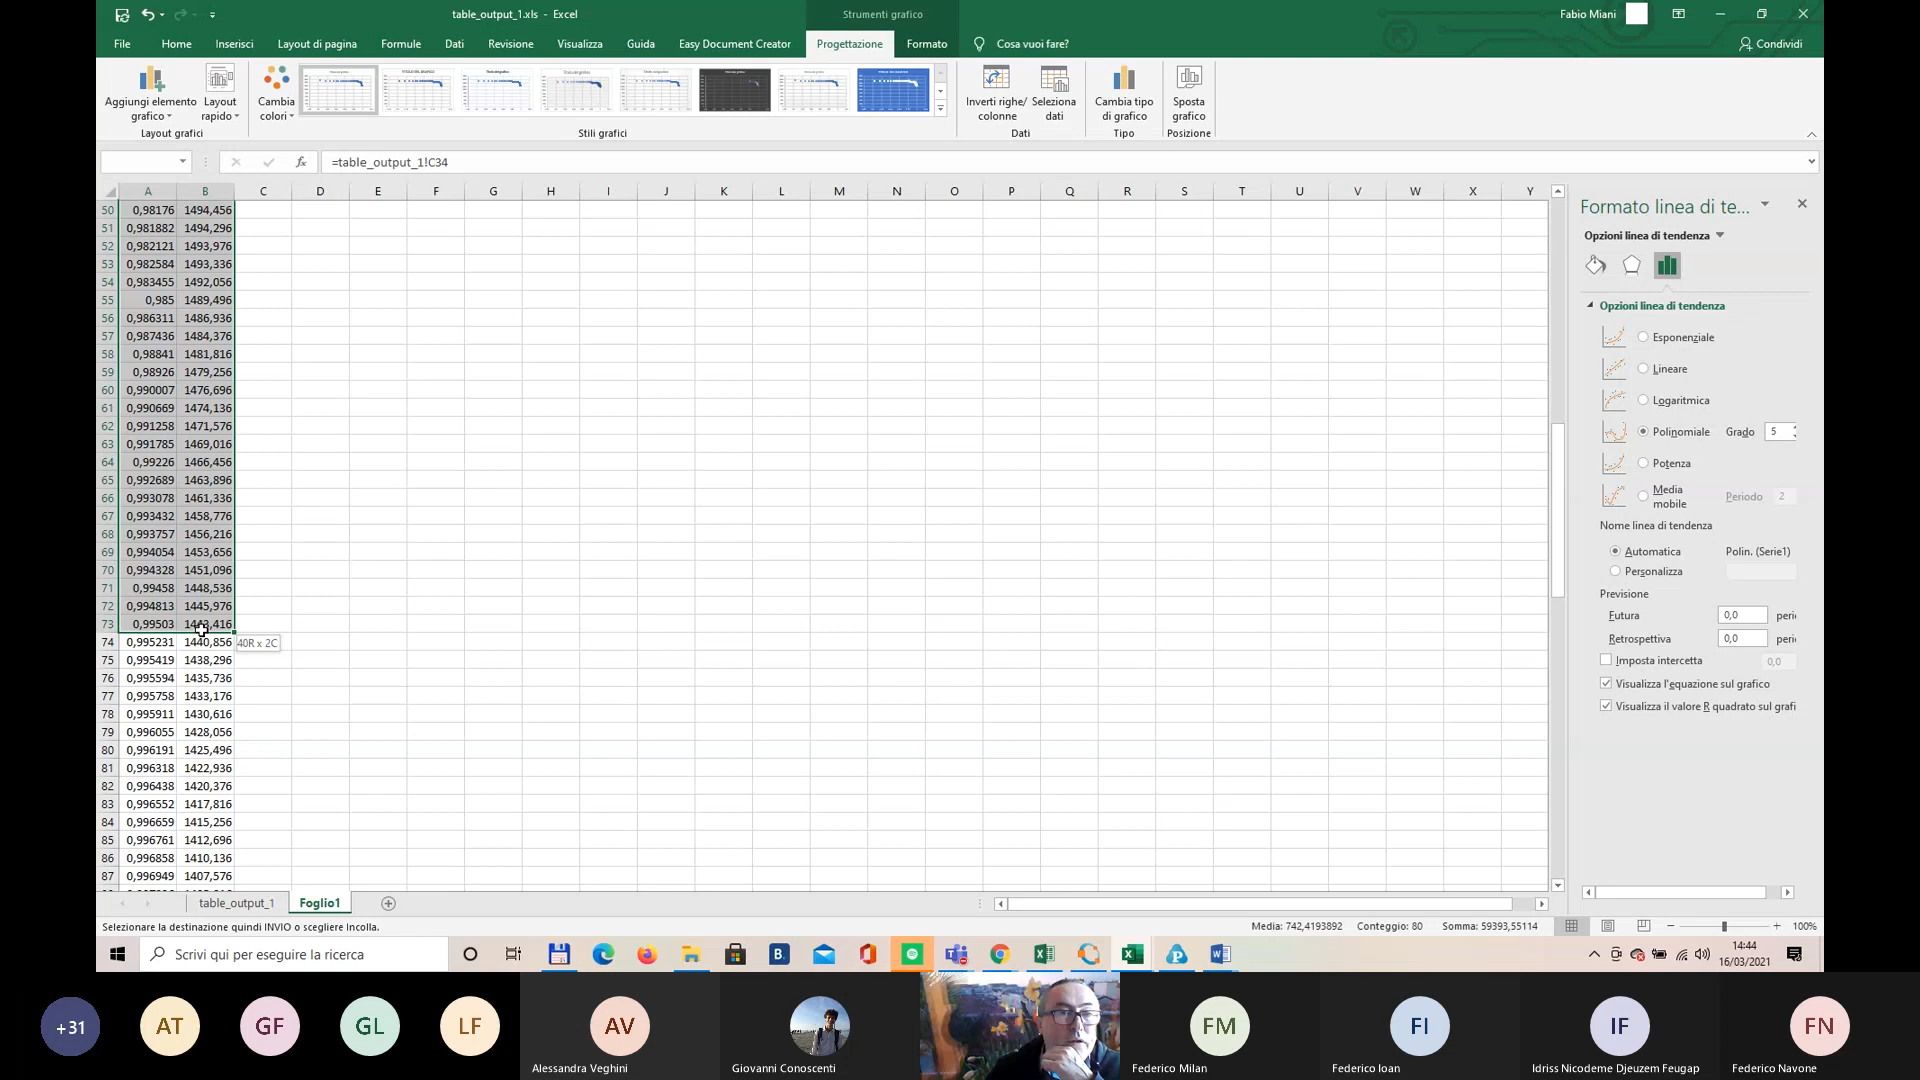 table_output_1.xls - Excel
Strumenti grafico
Fabio Miani
File Home Inserisci Layout di pagina Formule Dati Revisione Visualizza Guida Easy Document Creator Progettazione Formato Cosa vuoi fare? Condividi
Aggiungi elemento grafico
Layout rapido
Cambia colori
Inverti righe/colonne
Seleziona dati
Cambia tipo di grafico
Sposta grafico
Layout grafici Stili grafici Dati Tipo Posizione
fx =table_output_1!C34
A B C D E F G H I J K L M N O P Q R S T U V W X Y
50 0,98176 1494,456
51 0,981882 1494,296
52 0,982121 1493,976
53 0,982584 1493,336
54 0,983455 1492,056
55 0,985 1489,496
56 0,986311 1486,936
57 0,987436 1484,376
58 0,98841 1481,816
59 0,98926 1479,256
60 0,990007 1476,696
61 0,990669 1474,136
62 0,991258 1471,576
63 0,991785 1469,016
64 0,99226 1466,456
65 0,992689 1463,896
66 0,993078 1461,336
67 0,993432 1458,776
68 0,993757 1456,216
69 0,994054 1453,656
70 0,994328 1451,096
71 0,99458 1448,536
72 0,994813 1445,976
73 0,99503 1443,416
74 0,995231 1440,856 40R x 2C
75 0,995419 1438,296
76 0,995594 1435,736
77 0,995758 1433,176
78 0,995911 1430,616
79 0,996055 1428,056
80 0,996191 1425,496
81 0,996318 1422,936
82 0,996438 1420,376
83 0,996552 1417,816
84 0,996659 1415,256
85 0,996761 1412,696
86 0,996858 1410,136
87 0,996949 1407,576
Formato linea di te...
Opzioni linea di tendenza
Opzioni linea di tendenza
Esponenziale
Lineare
Logaritmica
Polinomiale Grado 5
Potenza
Media mobile Periodo 2
Nome linea di tendenza
Automatica Polin. (Serie1)
Personalizza
Previsione
Futura 0,0 peri
Retrospettiva 0,0 peri
Imposta intercetta 0,0
Visualizza l'equazione sul grafico
Visualizza il valore R quadrato sul grafi
table_output_1 Foglio1
Selezionare la destinazione quindi INVIO o scegliere Incolla. Media: 742,4193892 Conteggio: 80 Somma: 59393,55114 100%
Scrivi qui per eseguire la ricerca
14:44
16/03/2021
+31 AT GF GL LF AV FM FI IF FN
Alessandra Veghini Giovanni Conoscenti Federico Milan Federico Ioan Idriss Nicodeme Djeuzem Feugap Federico Navone